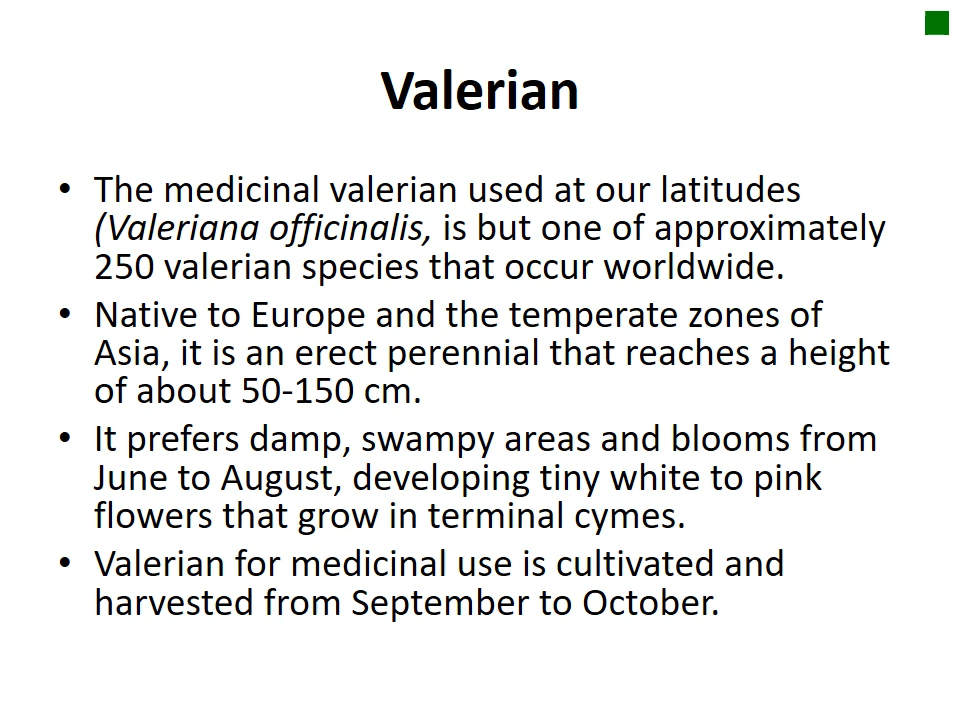 Valerian
• The medicinal valerian used at our latitudes
(Valeriana officinalis, is but one of approximately
250 valerian species that occur worldwide.
• Native to Europe and the temperate zones of
Asia, it is an erect perennial that reaches a height
of about 50-150 cm.
• It prefers damp, swampy areas and blooms from
June to August, developing tiny white to pink
flowers that grow in terminal cymes.
• Valerian for medicinal use is cultivated and
harvested from September to October.